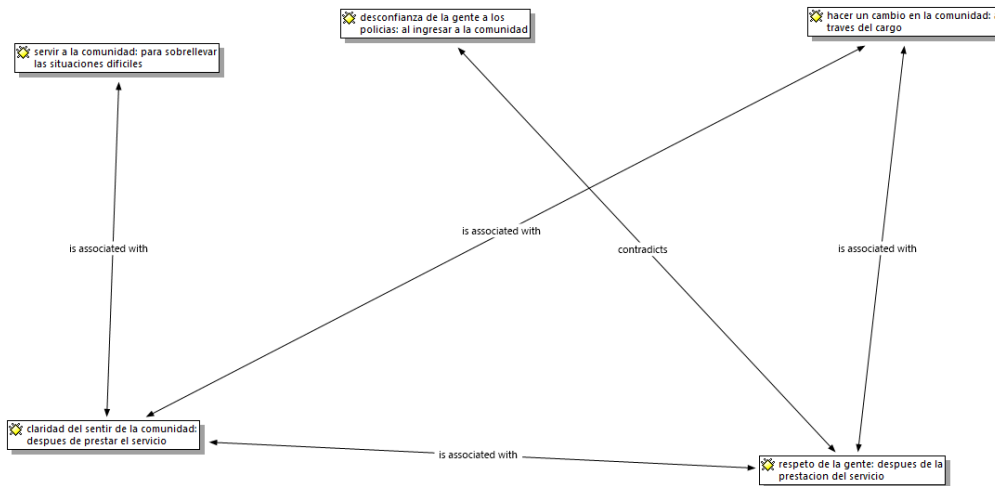 desconfianza de la gente a los
policias: al ingresar a la comunidad
hacer un cambio en la comunidad: a
traves del cargo
servir a la comunidad: para sobrellevar
las situaciones dificiles
is associated with
is associated with
contradicts
is associated with
claridad del sentir de la comunidad:
despues de prestar el servicio
is associated with
respeto de la gente: despues de la
prestacion del servicio